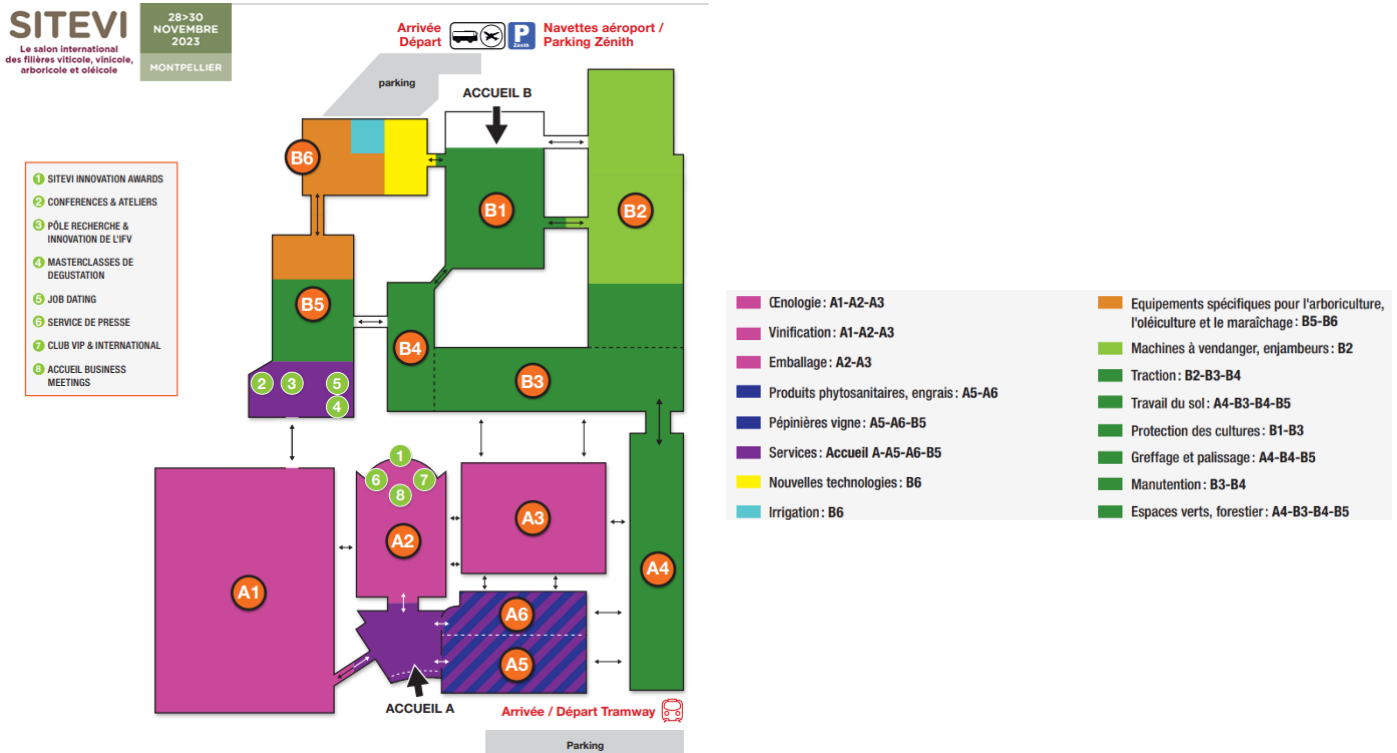 SITEVI
Le salon international
des filières viticole, vinicole,
arboricole et oléicole
28>30
NOVEMBRE
2023
MONTPELLIER
Arrivée
Départ
P
Zénith
Navettes aéroport /
Parking Zénith
parking
ACCUEIL B
B6
B1
B2
B5
B4
B3
1 SITEVI INNOVATION AWARDS
2 CONFERENCES & ATELIERS
3 PÔLE RECHERCHE &
INNOVATION DE L'IFV
4 MASTERCLASSES DE
DEGUSTATION
5 JOB DATING
6 SERVICE DE PRESSE
7 CLUB VIP & INTERNATIONAL
8 ACCUEIL BUSINESS
MEETINGS
2
3
5
4
1
6
7
8
A1
A2
A3
A4
A6
A5
ACCUEIL A
Arrivée / Départ Tramway
Parking
Œnologie : A1-A2-A3
Vinification : A1-A2-A3
Emballage : A2-A3
Produits phytosanitaires, engrais : A5-A6
Pépinières vigne : A5-A6-B5
Services : Accueil A-A5-A6-B5
Nouvelles technologies : B6
Irrigation : B6
Equipements spécifiques pour l'arboriculture,
l'oléiculture et le maraîchage : B5-B6
Machines à vendanger, enjambeurs : B2
Traction : B2-B3-B4
Travail du sol : A4-B3-B4-B5
Protection des cultures : B1-B3
Greffage et palissage : A4-B4-B5
Manutention : B3-B4
Espaces verts, forestier : A4-B3-B4-B5